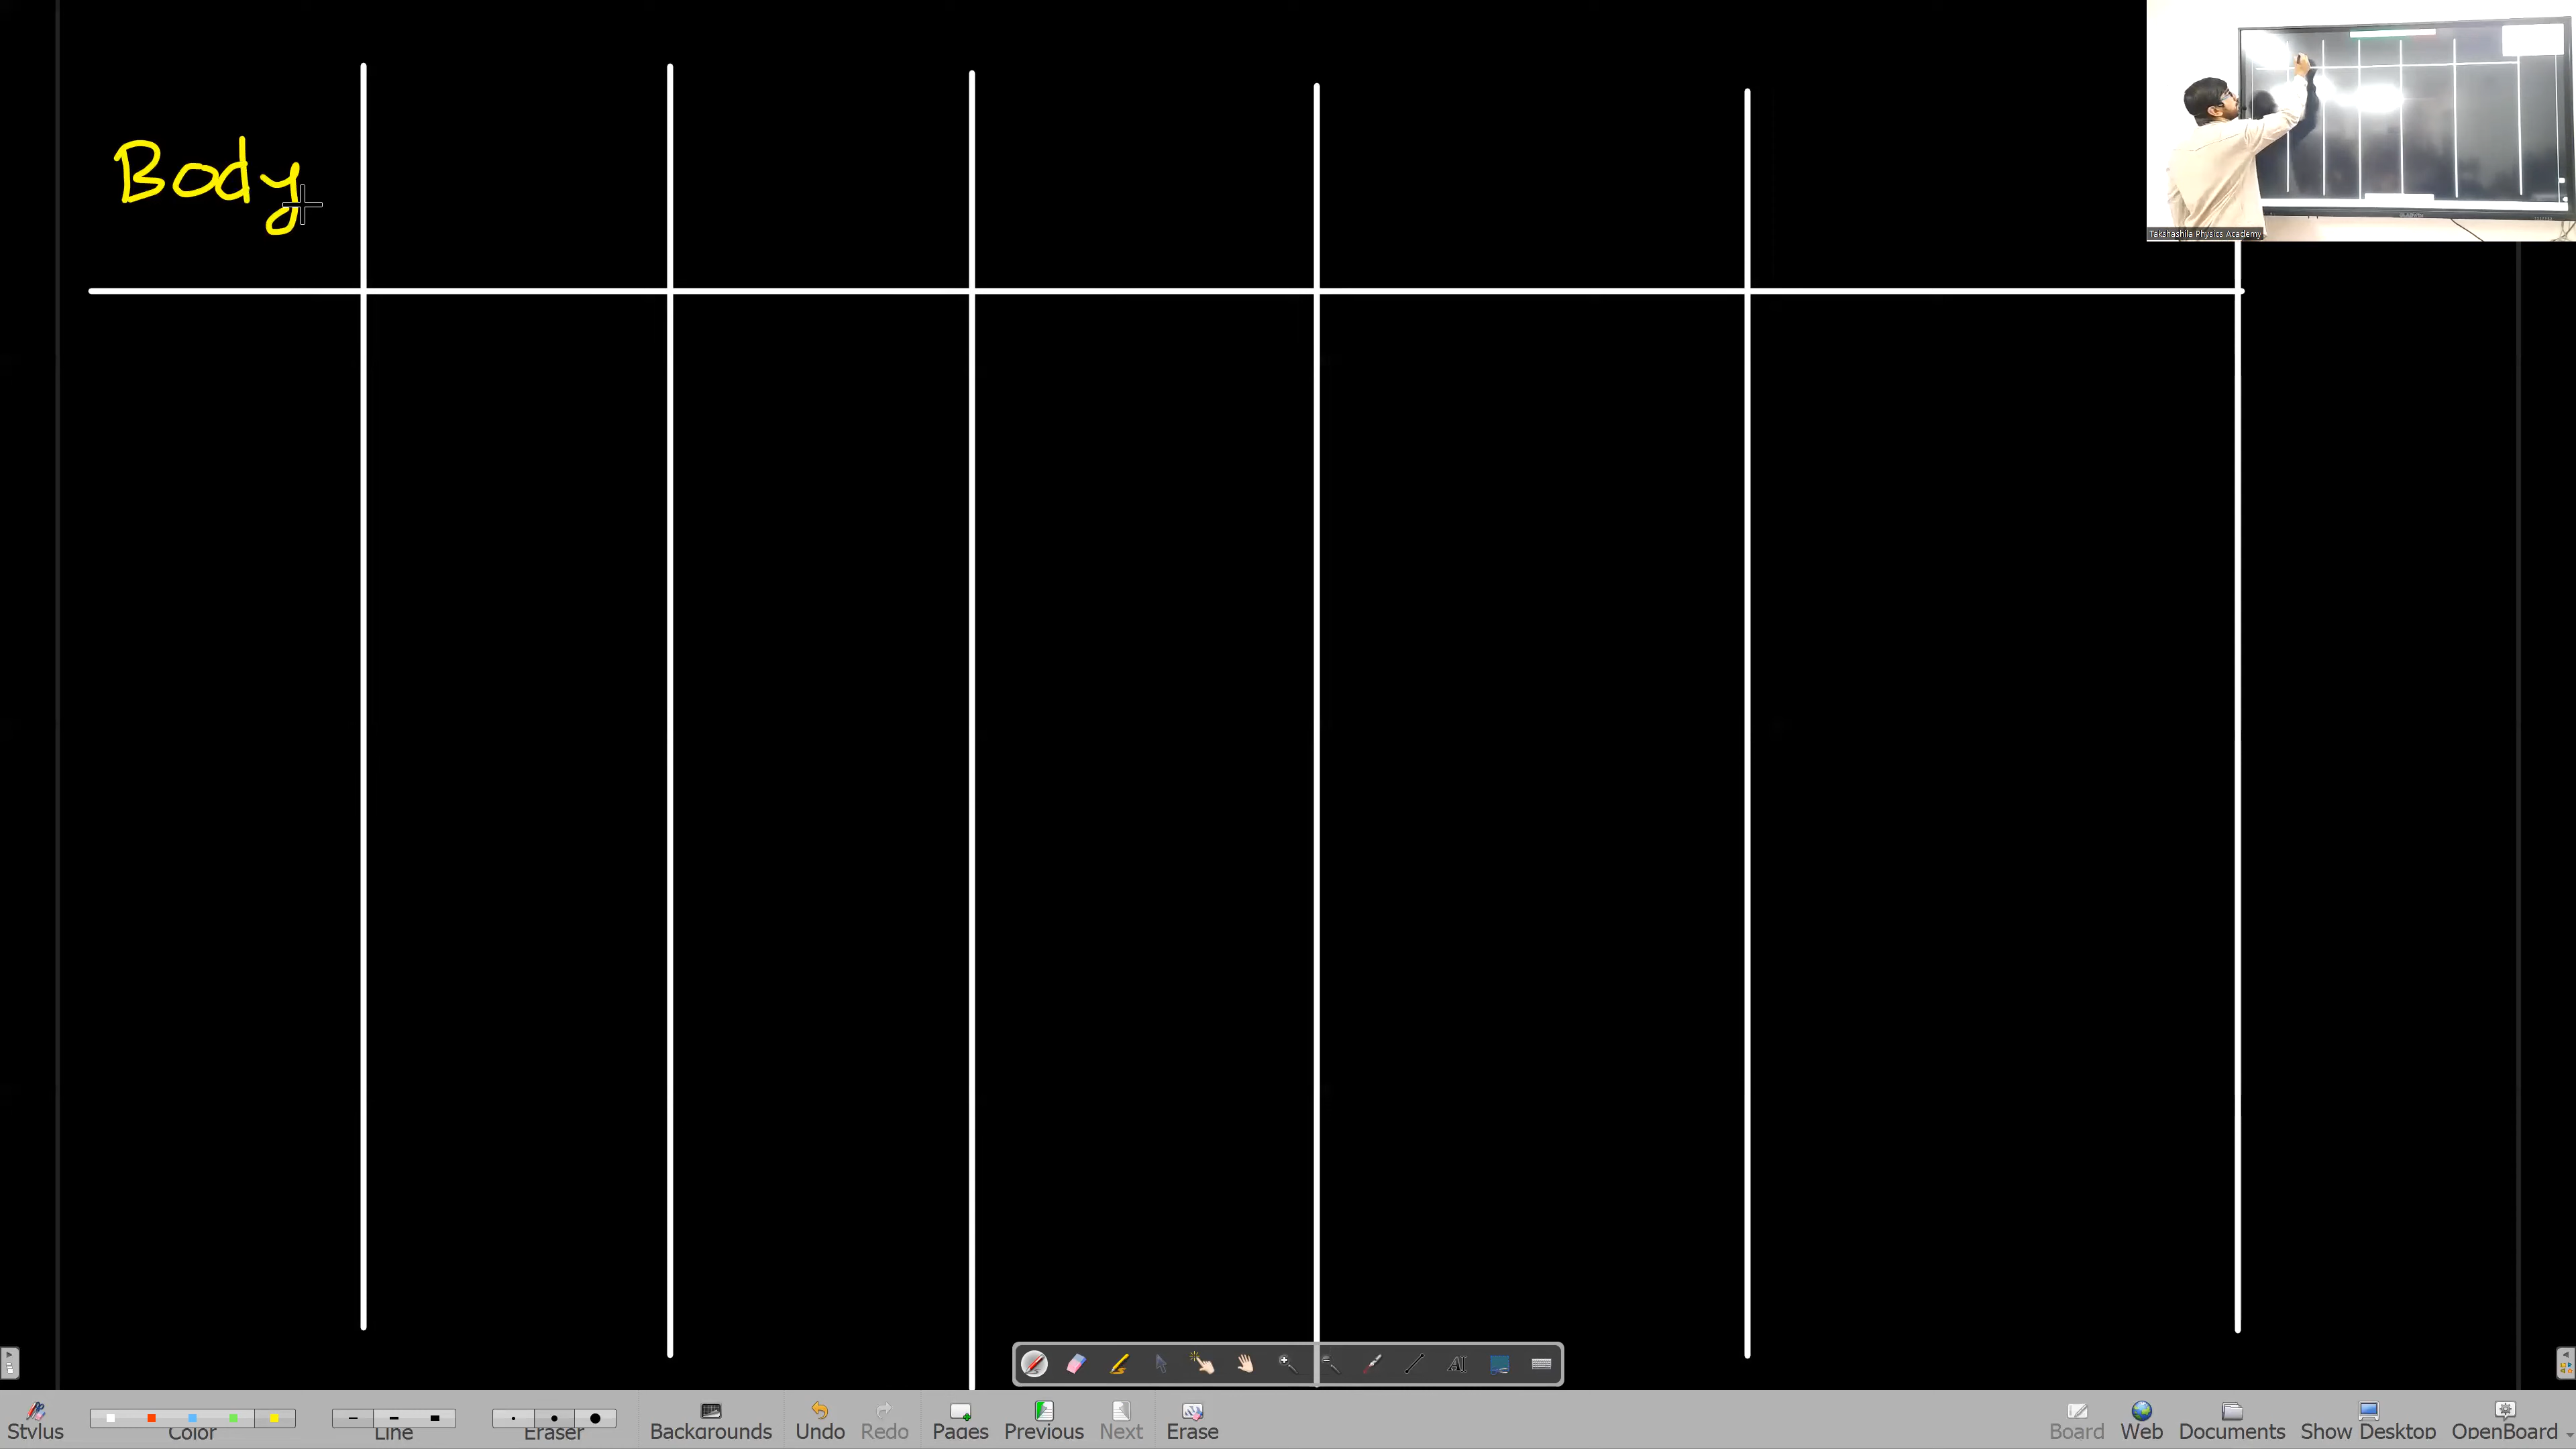 Body
Takshashila Physics Academy
Stylus Color Line Eraser Backgrounds Undo Redo Pages Previous Next Erase Board Web Documents Show Desktop OpenBoard